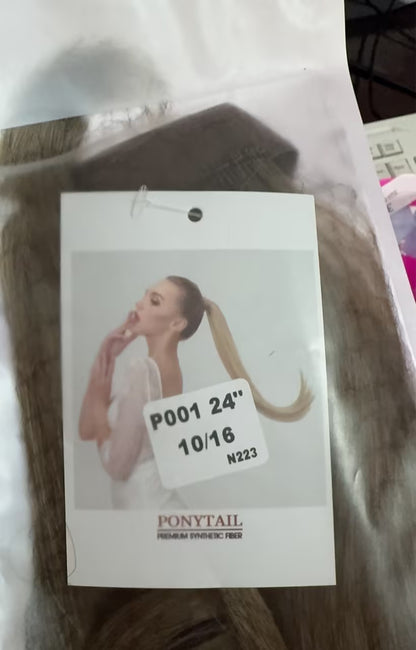 P001 24"
10/16
N223
PONYTAIL
PREMIUM SYNTHETIC FIBER